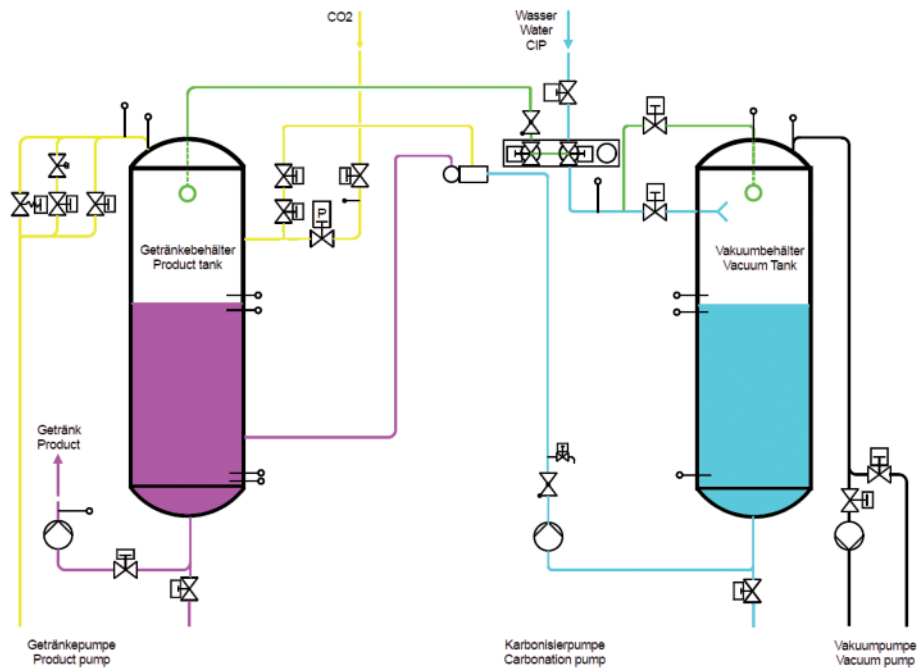 CO2
Wasser
Water
CIP
P
Getränkebehälter
Product tank
Vakuumbehälter
Vacuum Tank
Getränk
Product
Getränkepumpe
Product pump
Karbonisierpumpe
Carbonation pump
Vakuumpumpe
Vacuum pump